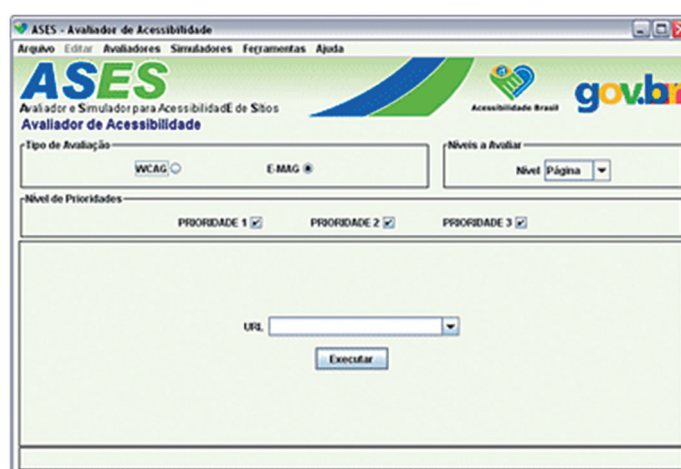 ASES - Avaliador de Acessibilidade
Arquivo Editar Avaliadores Simuladores Ferramentas Ajuda
ASES
Avaliador e Simulador para AcessibilidadE de Sítios
Acessibilidade Brasil
gov.br
Avaliador de Acessibilidade
Tipo de Avaliação
Níveis a Avaliar
WCAG E-MAG
Nível Página
Nível de Prioridades
PRIORIDADE 1 PRIORIDADE 2 PRIORIDADE 3
URL
Executar